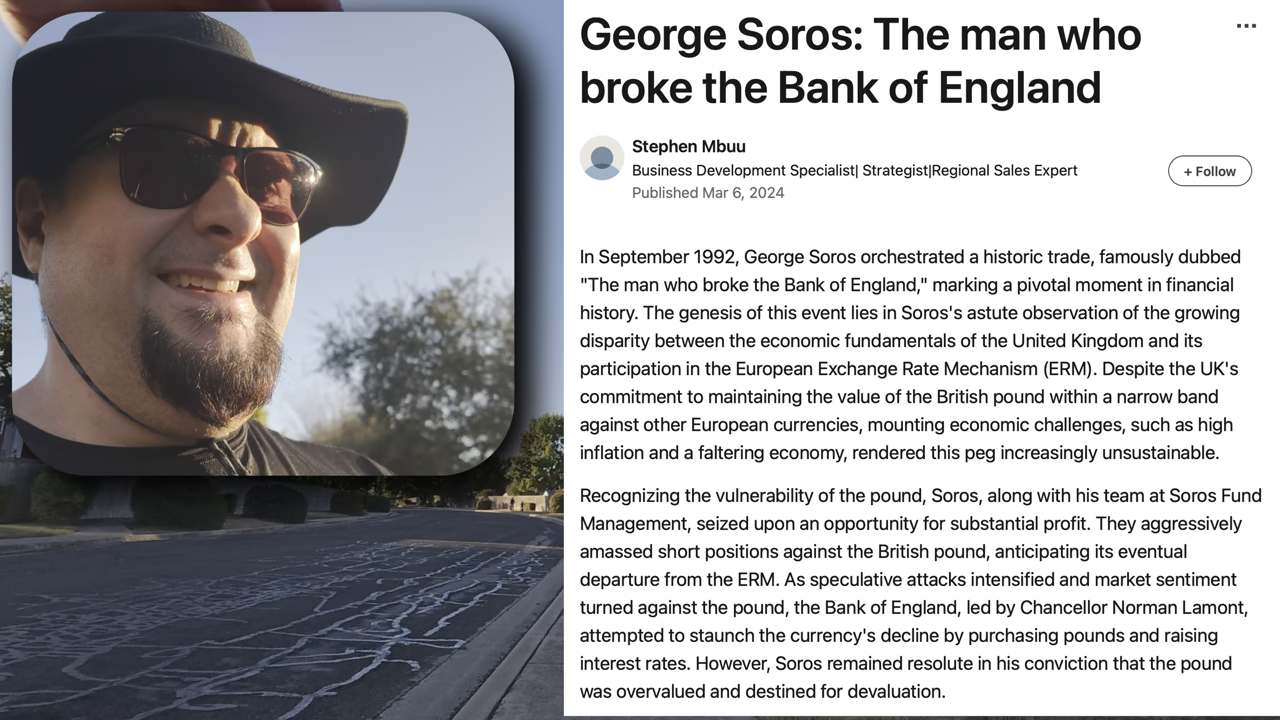 George Soros: The man who
broke the Bank of England
Stephen Mbuu
Business Development Specialist| Strategist|Regional Sales Expert
Published Mar 6, 2024
+ Follow
In September 1992, George Soros orchestrated a historic trade, famously dubbed
"The man who broke the Bank of England," marking a pivotal moment in financial
history. The genesis of this event lies in Soros's astute observation of the growing
disparity between the economic fundamentals of the United Kingdom and its
participation in the European Exchange Rate Mechanism (ERM). Despite the UK's
commitment to maintaining the value of the British pound within a narrow band
against other European currencies, mounting economic challenges, such as high
inflation and a faltering economy, rendered this peg increasingly unsustainable.
Recognizing the vulnerability of the pound, Soros, along with his team at Soros Fund
Management, seized upon an opportunity for substantial profit. They aggressively
amassed short positions against the British pound, anticipating its eventual
departure from the ERM. As speculative attacks intensified and market sentiment
turned against the pound, the Bank of England, led by Chancellor Norman Lamont,
attempted to staunch the currency's decline by purchasing pounds and raising
interest rates. However, Soros remained resolute in his conviction that the pound
was overvalued and destined for devaluation.